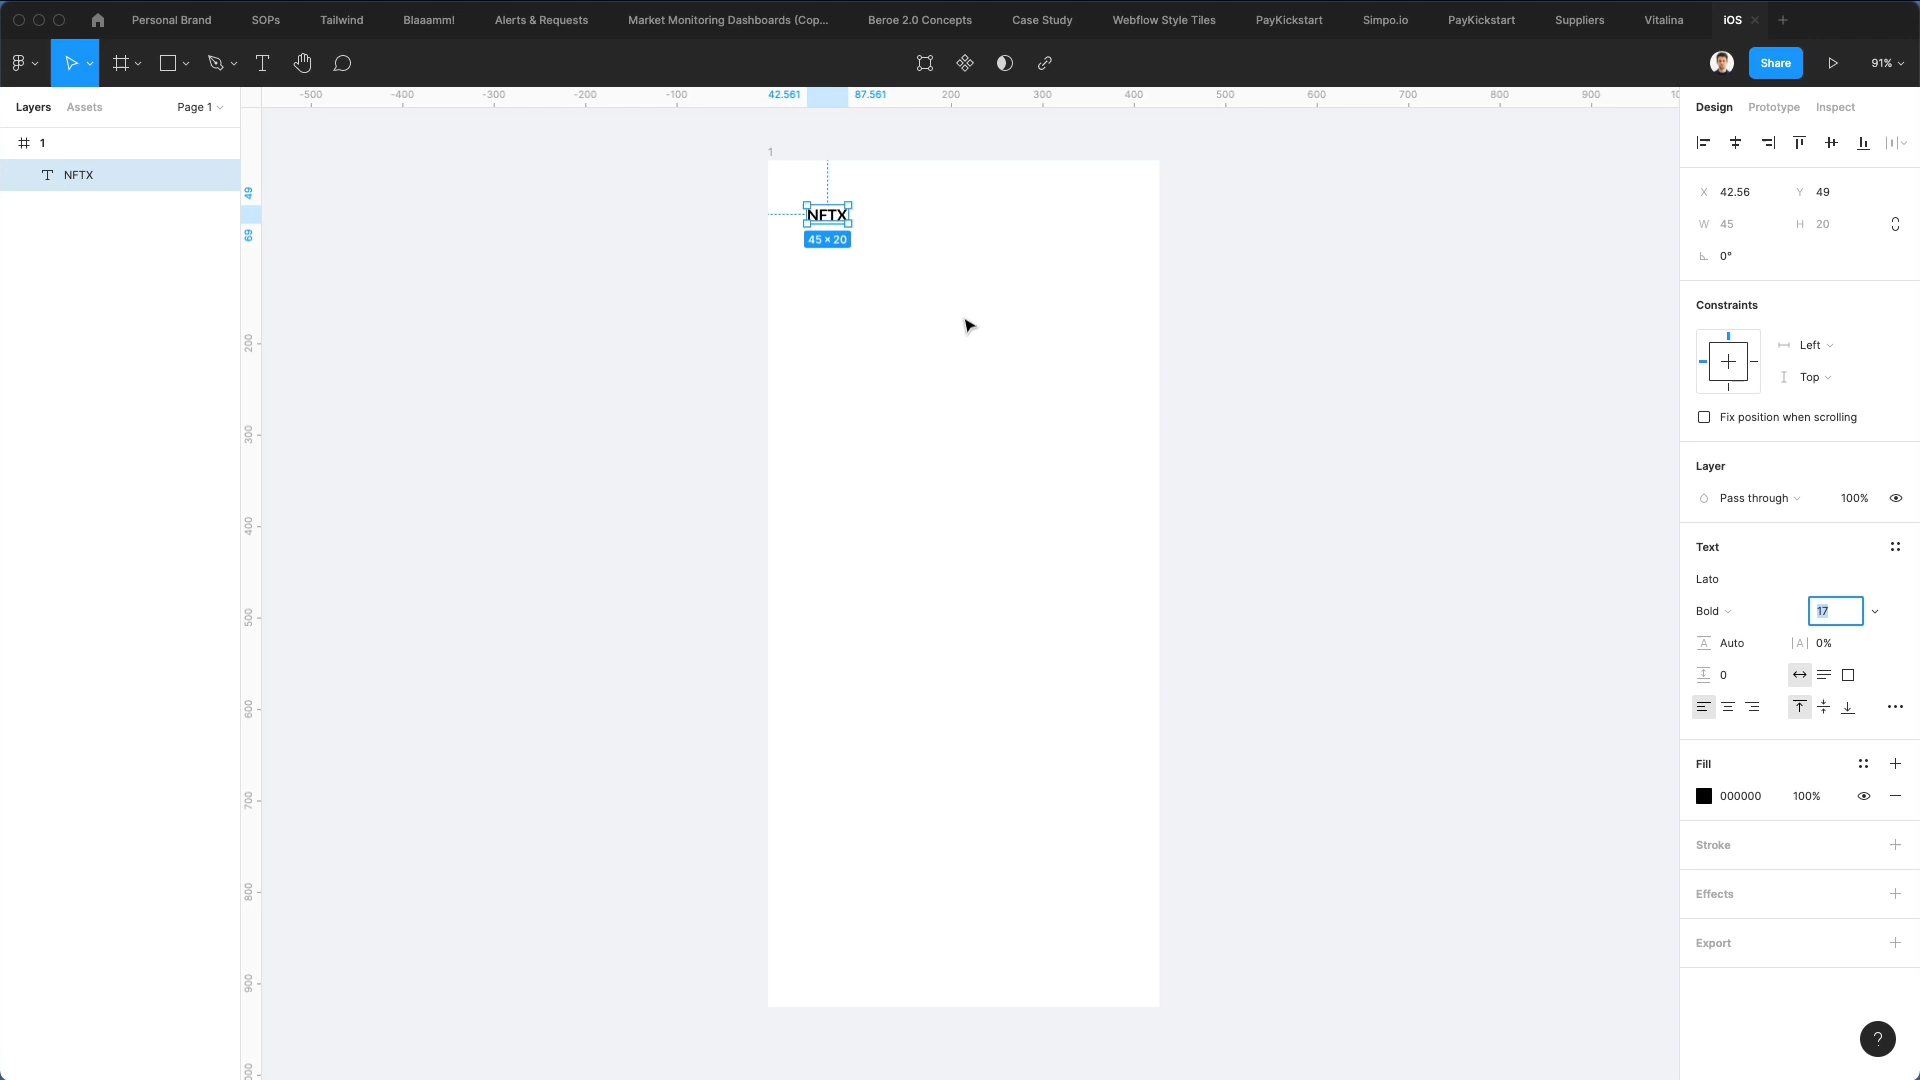 Personal Brand SOPs Tailwind Blaaamm! Alerts & Requests Market Monitoring Dashboards (Cop... Beroe 2.0 Concepts Case Study Webflow Style Tiles PayKickstart Simpo.io PayKickstart Suppliers Vitalina iOS
Share 91%
Layers Assets Page 1
-500 -400 -300 -200 -100 42.561 87.561 200 300 400 500 600 700 800 900
Design Prototype Inspect
1
NFTX
49
69
200
300
400
500
600
700
800
900
1
NFTX
45 × 20
X 42.56 Y 49
W 45 H 20
0°
Constraints
Left
Top
Fix position when scrolling
Layer
Pass through 100%
Text
Lato
Bold 17
A Auto |A| 0%
0
Fill
000000 100%
Stroke
Effects
Export
?